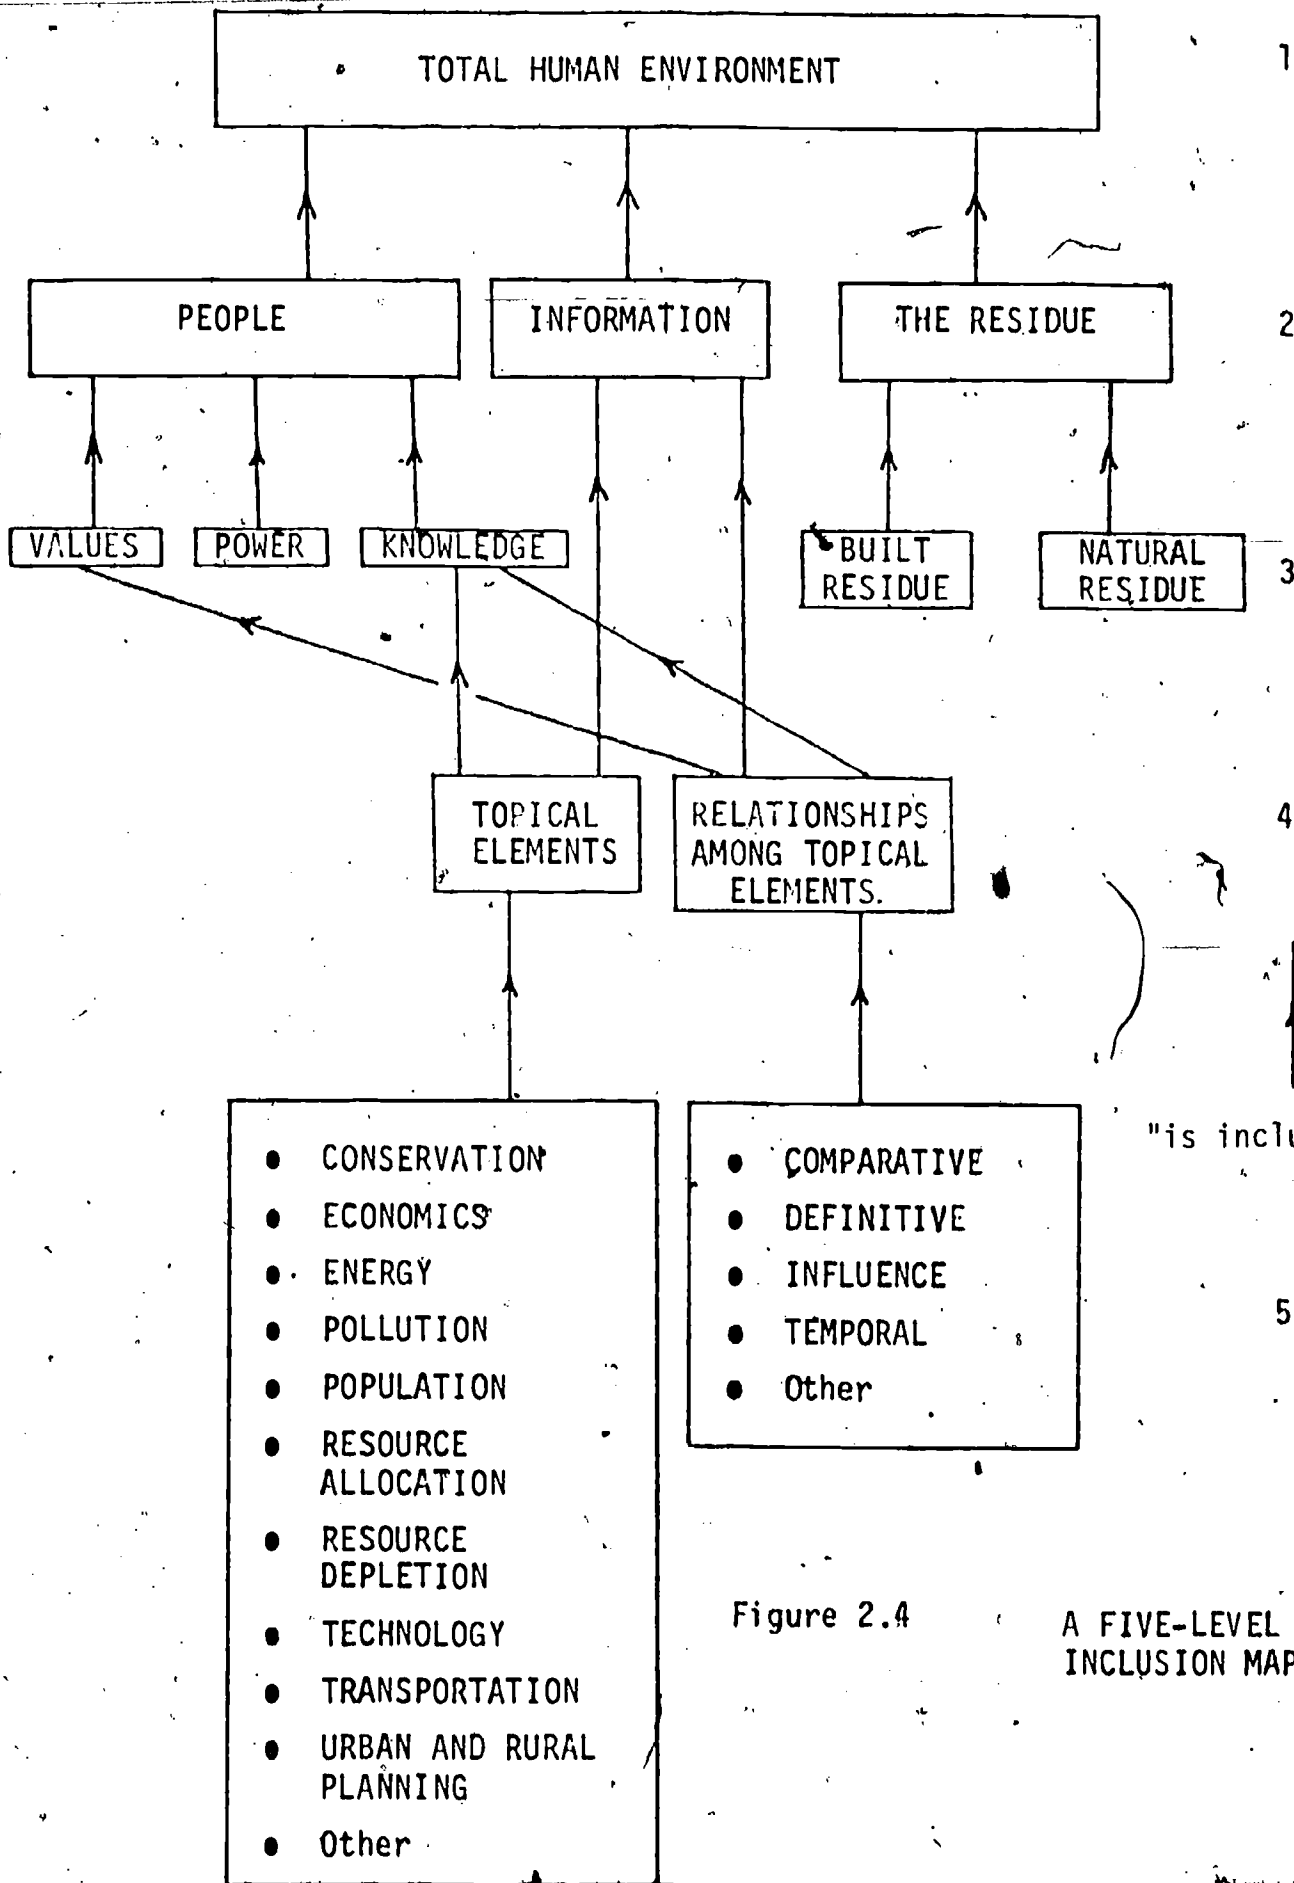 TOTAL HUMAN ENVIRONMENT
1
PEOPLE
INFORMATION
THE RESIDUE
2
VALUES
POWER
KNOWLEDGE
BUILT
RESIDUE
NATURAL
RESIDUE
3
TOPICAL
ELEMENTS
RELATIONSHIPS
AMONG TOPICAL
ELEMENTS.
4
"is inclu
● CONSERVATION
● ECONOMICS
● ENERGY
● POLLUTION
● POPULATION
● RESOURCE
ALLOCATION
● RESOURCE
DEPLETION
● TECHNOLOGY
● TRANSPORTATION
● URBAN AND RURAL
PLANNING
● Other
● COMPARATIVE
● DEFINITIVE
● INFLUENCE
● TEMPORAL
● Other
5
Figure 2.4
A FIVE-LEVEL
INCLUSION MAP